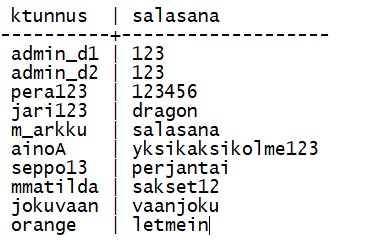 ktunnus | salasana
----------+-------------------
admin_d1 | 123
admin_d2 | 123
pera123 | 123456
jari123 | dragon
m_arkku | salasana
ainoA | yksikaksikolme123
seppo13 | perjantai
mmatilda | sakset12
jokuvaan | vaanjoku
orange | letmein